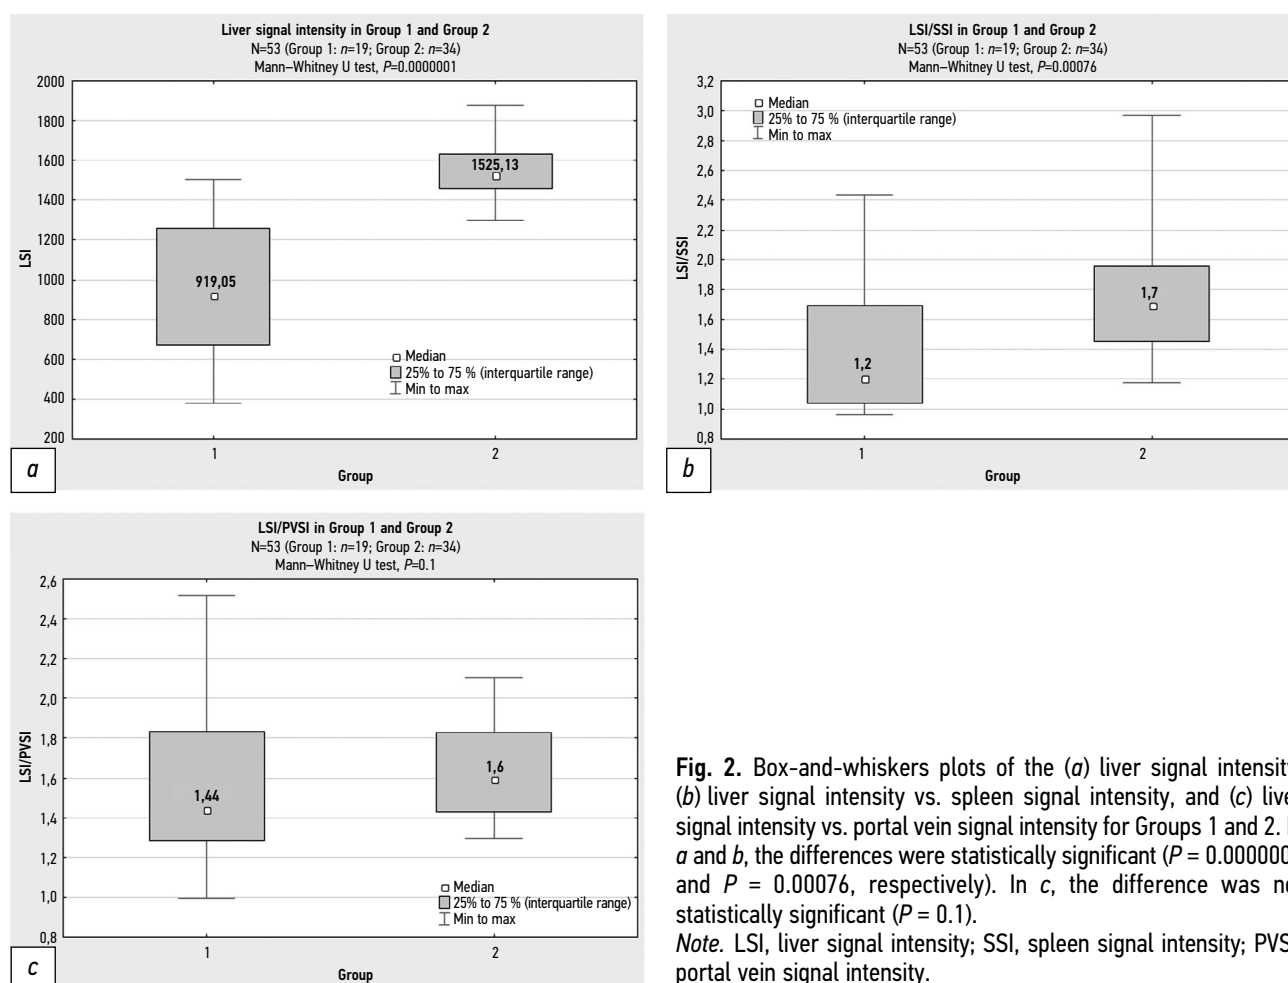 Liver signal intensity in Group 1 and Group 2
N=53 (Group 1: n=19; Group 2: n=34)
Mann–Whitney U test, P=0.0000001
2000
1800
1600
1400
1200
1000
800
600
400
200
LSI
919,05
1525,13
Median
25% to 75 % (interquartile range)
Min to max
1
2
Group
a
LSI/SSI in Group 1 and Group 2
N=53 (Group 1: n=19; Group 2: n=34)
Mann–Whitney U test, P=0.00076
3,2
3,0
2,8
2,6
2,4
2,2
2,0
1,8
1,6
1,4
1,2
1,0
0,8
LSI/SSI
Median
25% to 75 % (interquartile range)
Min to max
1,2
1,7
1
2
Group
b
LSI/PVSI in Group 1 and Group 2
N=53 (Group 1: n=19; Group 2: n=34)
Mann–Whitney U test, P=0.1
2,6
2,4
2,2
2,0
1,8
1,6
1,4
1,2
1,0
0,8
LSI/PVSI
1,44
1,6
Median
25% to 75 % (interquartile range)
Min to max
1
2
Group
c
Fig. 2. Box-and-whiskers plots of the (a) liver signal intensity
(b) liver signal intensity vs. spleen signal intensity, and (c) live
signal intensity vs. portal vein signal intensity for Groups 1 and 2.
a and b, the differences were statistically significant (P = 0.000000
and P = 0.00076, respectively). In c, the difference was no
statistically significant (P = 0.1).
Note. LSI, liver signal intensity; SSI, spleen signal intensity; PVS
portal vein signal intensity.